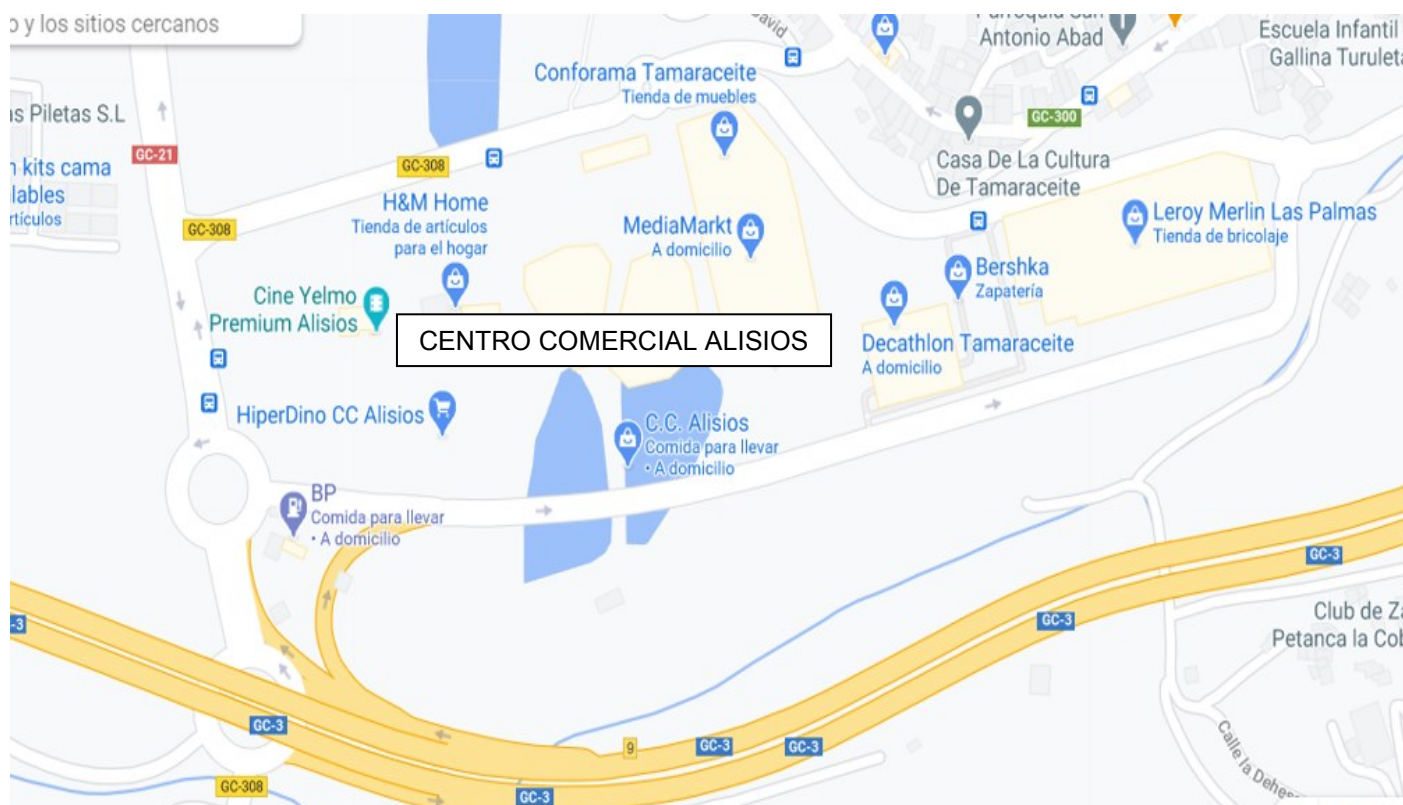 o y los sitios cercanos
David
Parroquia San
Antonio Abad
Escuela Infantil
Gallina Turuleta
Conforama Tamaraceite
Tienda de muebles
as Piletas S.L
GC-21
GC-308
GC-300
n kits cama
lables
rtículos
Casa De La Cultura
De Tamaraceite
H&M Home
Tienda de artículos
para el hogar
GC-308
MediaMarkt
A domicilio
Leroy Merlin Las Palmas
Tienda de bricolaje
Bershka
Zapatería
Cine Yelmo
Premium Alisios
CENTRO COMERCIAL ALISIOS
Decathlon Tamaraceite
A domicilio
HiperDino CC Alisios
C.C. Alisios
Comida para llevar
• A domicilio
BP
Comida para llevar
• A domicilio
GC-3
-3
GC-3
Club de Za
Petanca la Cob
GC-3
9
GC-3
GC-3
Calle la Dehes
GC-308
GC-3